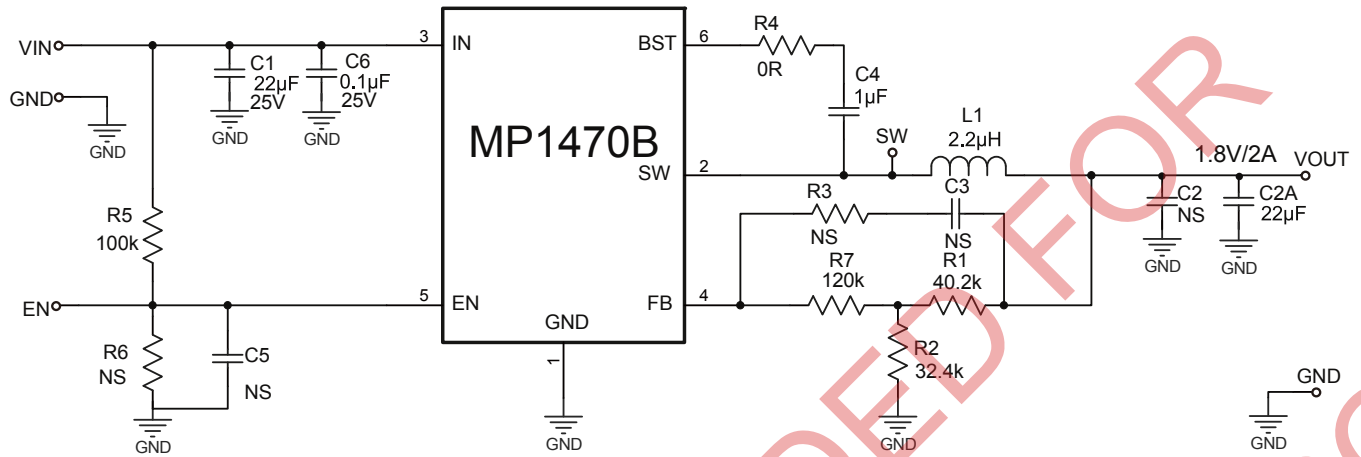 VIN
GND
GND
C1
22µF
25V
GND
C6
0.1µF
25V
GND
3
IN
BST
6
R4
0R
C4
1µF
MP1470B
SW
2
SW
L1
2.2µH
1.8V/2A
VOUT
C2
NS
GND
C2A
22µF
GND
R3
NS
C3
NS
R5
100k
R7
120k
R1
40.2k
EN
5
EN
FB
4
GND
1
GND
R6
NS
C5
NS
GND
R2
32.4k
GND
GND
GND
DED FOR